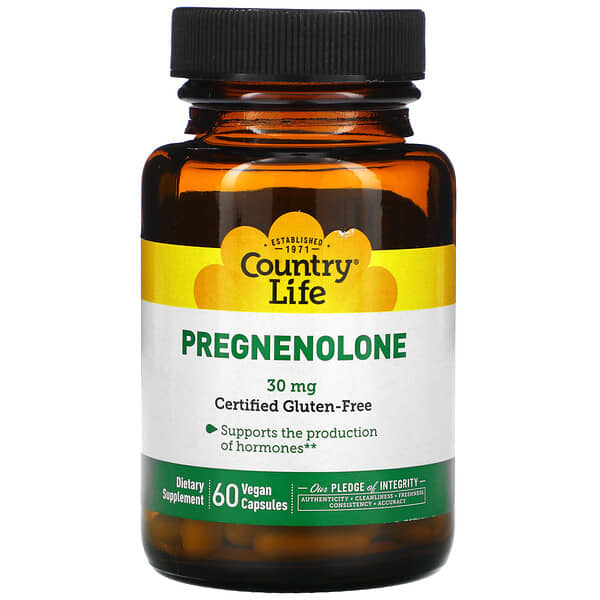 ESTABLISHED
1971
Country®
Life
PREGNENOLONE
30 mg
Certified Gluten-Free
Supports the production
of hormones**
Dietary
Supplement
60 Vegan
Capsules
Our PLEDGE of INTEGRITY
AUTHENTICITY • CLEANLINESS • FRESHNESS
CONSISTENCY • ACCURACY